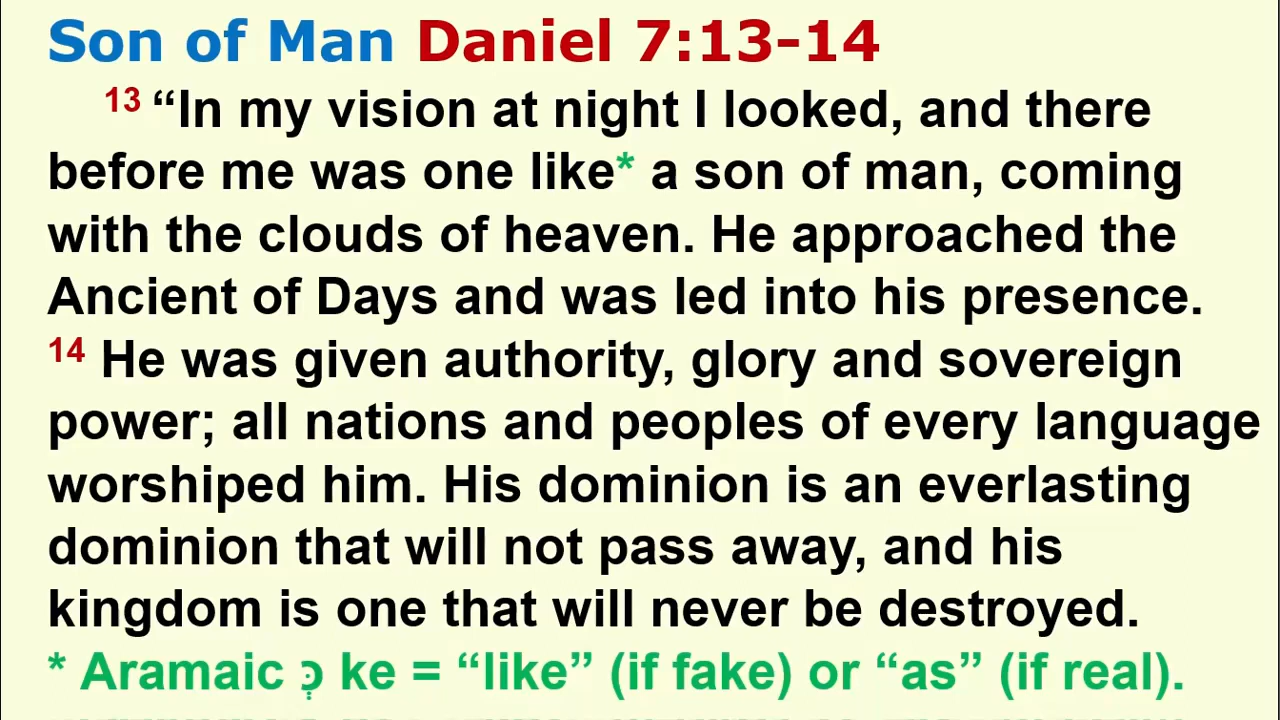 Son of Man Daniel 7:13-14
13 “In my vision at night I looked, and there
before me was one like* a son of man, coming
with the clouds of heaven. He approached the
Ancient of Days and was led into his presence.
14 He was given authority, glory and sovereign
power; all nations and peoples of every language
worshiped him. His dominion is an everlasting
dominion that will not pass away, and his
kingdom is one that will never be destroyed.
* Aramaic כְּ ke = “like” (if fake) or “as” (if real).